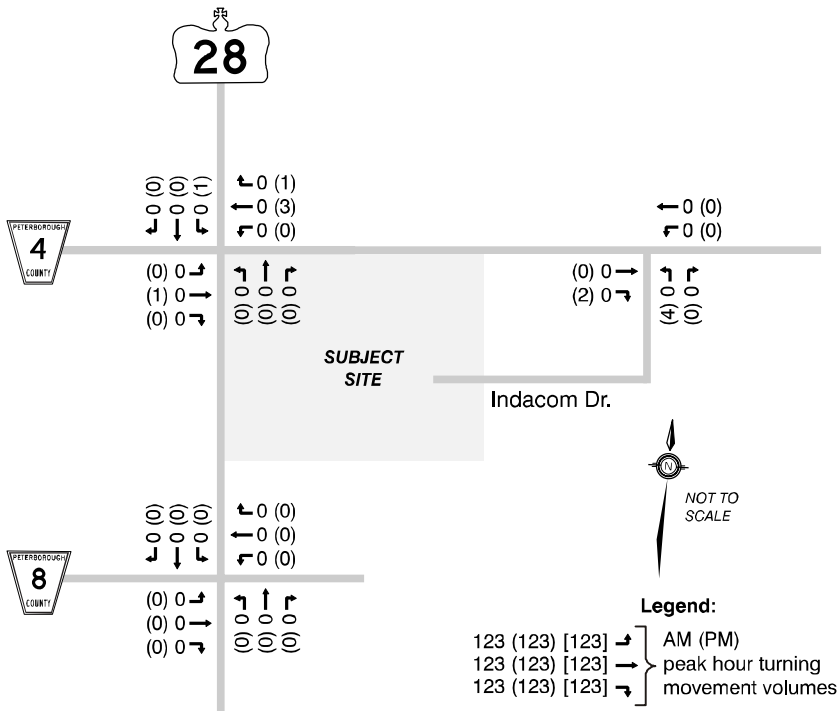 28
(0) (0) (1)
0 0 0
0 (1)
0 (3)
0 (0)
PETERBOROUGH
4
COUNTY
(0) 0
(1) 0
(0) 0
(0) 0
(0) 0
(0) 0
0 (0)
0 (0)
(0) 0
(2) 0
(4) 0
(0) 0
SUBJECT
SITE
Indacom Dr.
N
NOT TO
SCALE
(0) (0) (0)
0 0 0
0 (0)
0 (0)
0 (0)
PETERBOROUGH
8
COUNTY
(0) 0
(0) 0
(0) 0
(0) 0
(0) 0
(0) 0
Legend:
123 (123) [123]
123 (123) [123]
123 (123) [123]
AM (PM)
peak hour turning
movement volumes